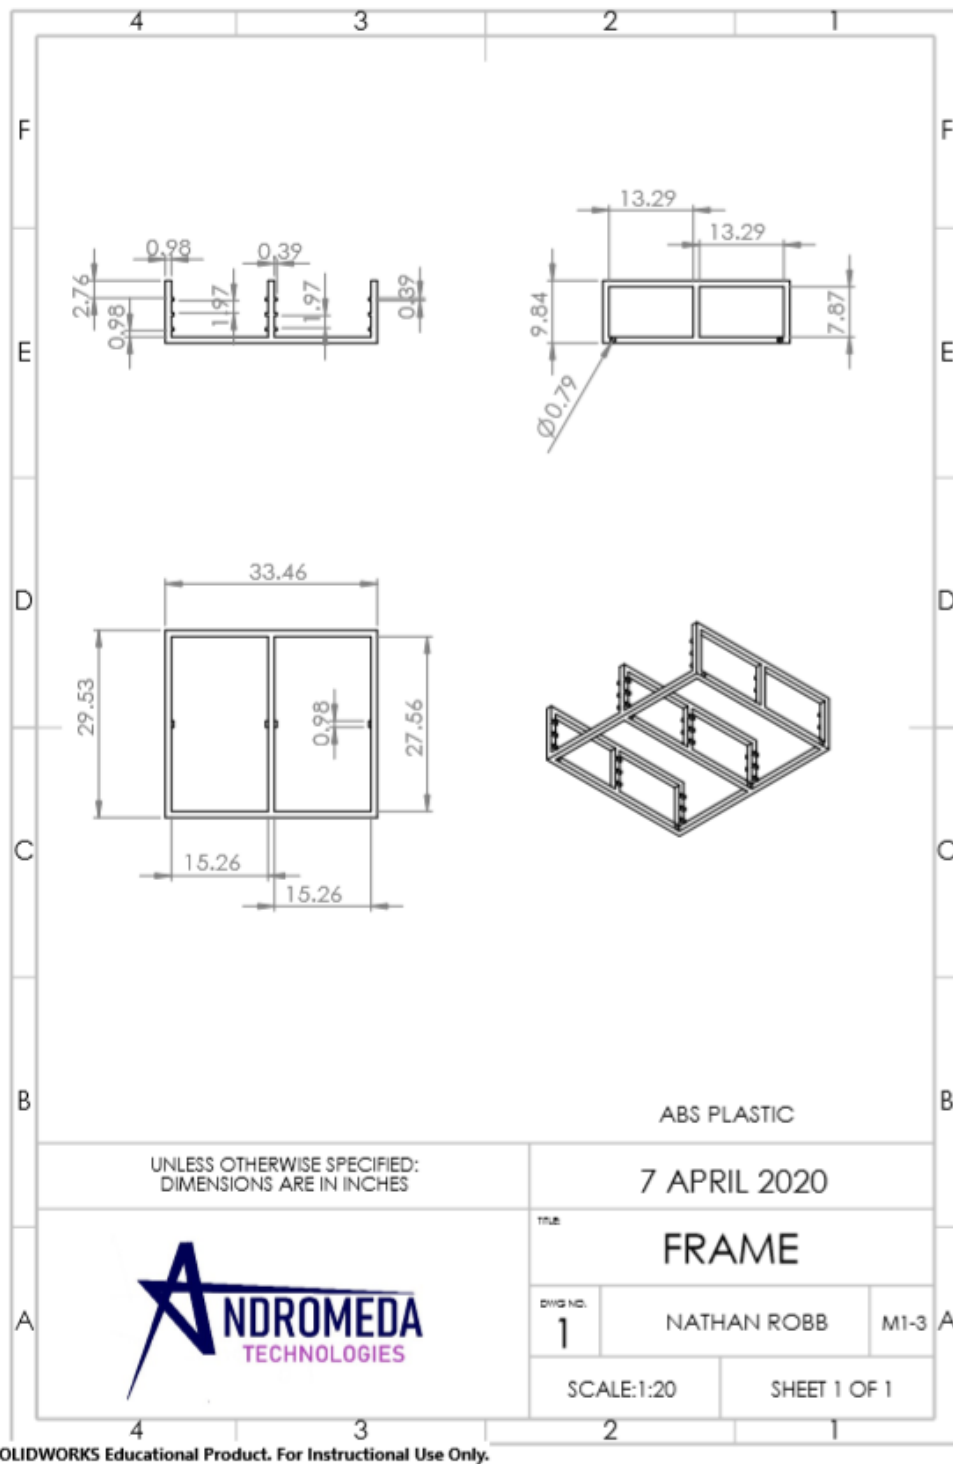 4 3 2 1
F F
13.29
13.29
0.98 0.39
2.76 0.98 1.97 1.97 0.39
9.84 7.87
E E
Ø0.79
33.46
D D
29.53 0.98 27.56
C C
15.26
15.26
B B
ABS PLASTIC
UNLESS OTHERWISE SPECIFIED:
DIMENSIONS ARE IN INCHES
7 APRIL 2020
TITLE:
FRAME
DWG NO.
1 NATHAN ROBB M1-3
A A
ANDROMEDA
TECHNOLOGIES
SCALE:1:20 SHEET 1 OF 1
4 3 2 1
OLIDWORKS Educational Product. For Instructional Use Only.